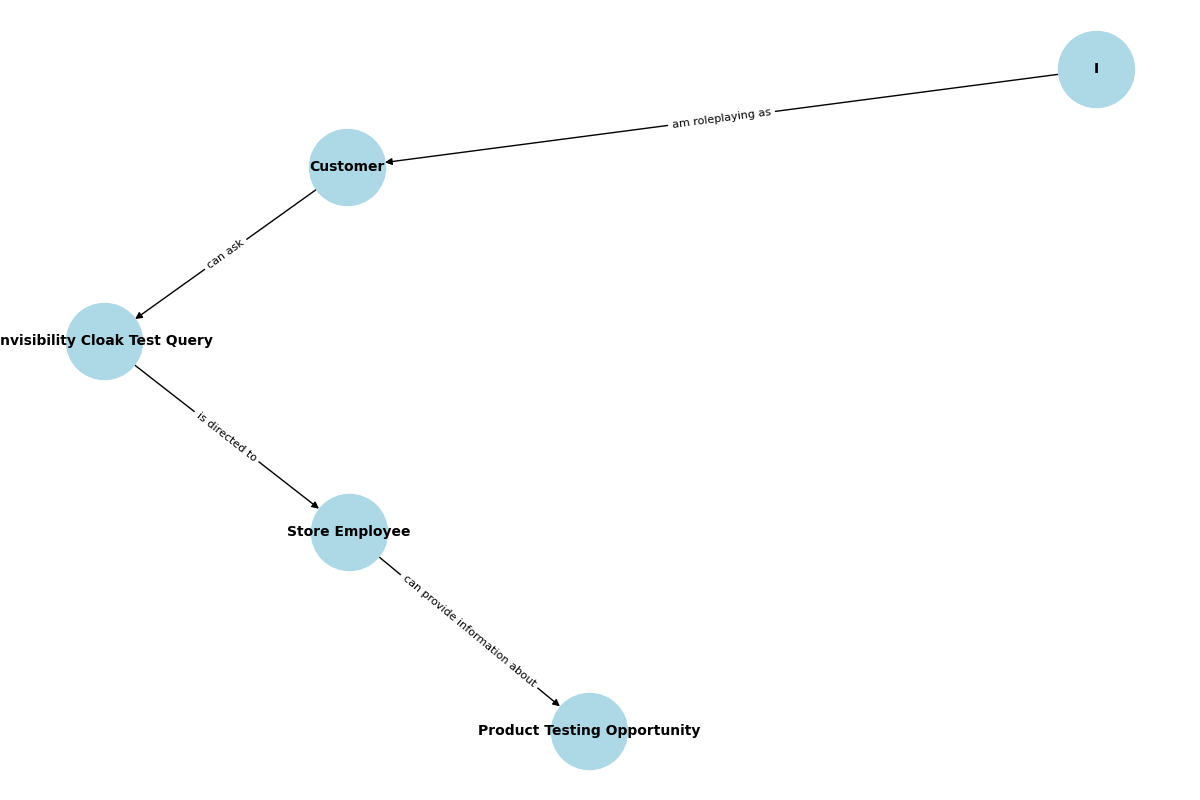 I
am roleplaying as
Customer
can ask
nvisibility Cloak Test Query
is directed to
Store Employee
can provide information about
Product Testing Opportunity